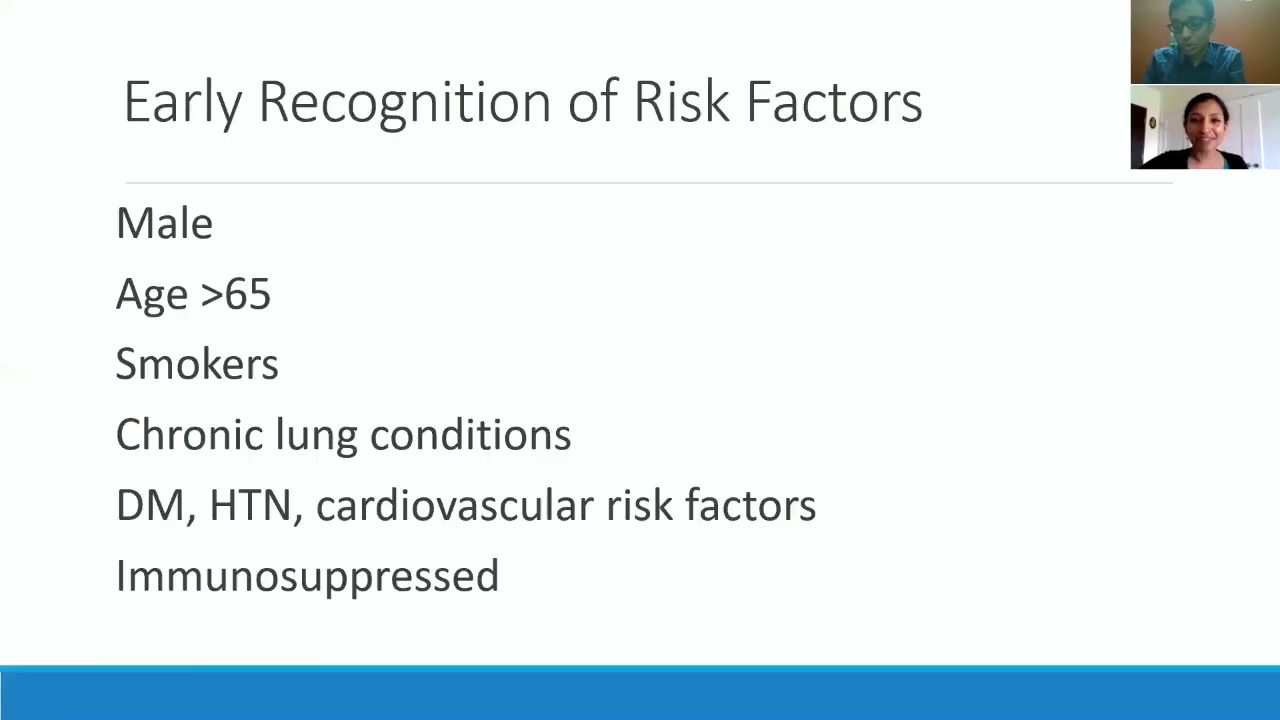 Early Recognition of Risk Factors
Male
Age >65
Smokers
Chronic lung conditions
DM, HTN, cardiovascular risk factors
Immunosuppressed